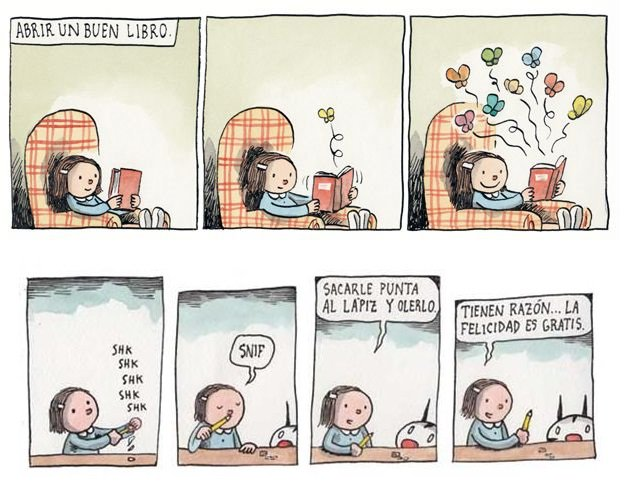 ABRIR UN BUEN LIBRO.
SHK
SHK
SHK
SHK
SHK
SNIF
SACARLE PUNTA
AL LÁPIZ Y OLERLO.
TIENEN RAZÓN... LA
FELICIDAD ES GRATIS.